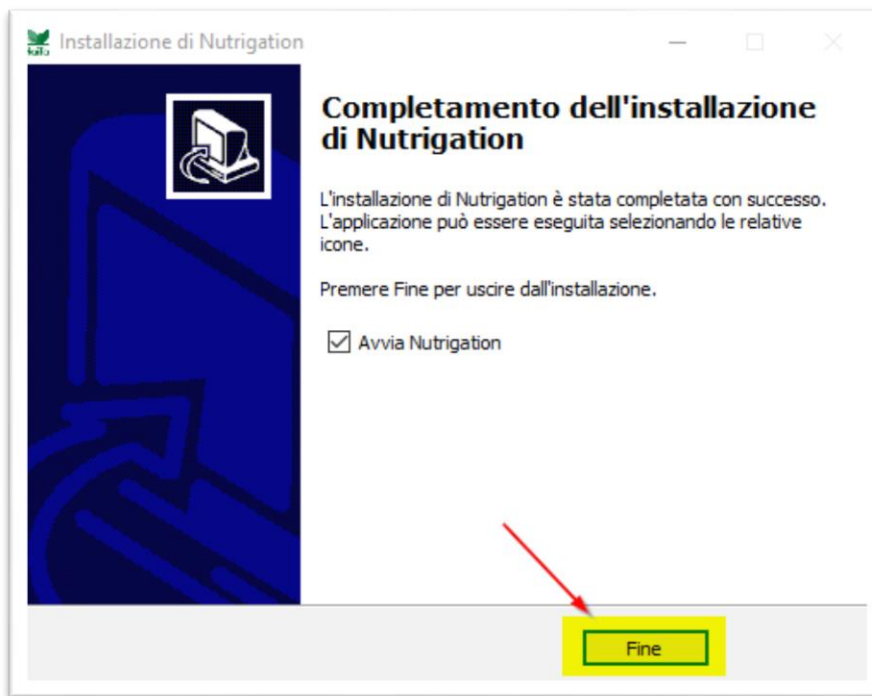 Installazione di Nutrigation
Completamento dell'installazione
di Nutrigation
L'installazione di Nutrigation è stata completata con successo.
L'applicazione può essere eseguita selezionando le relative
icone.
Premere Fine per uscire dall'installazione.
Avvia Nutrigation
Fine